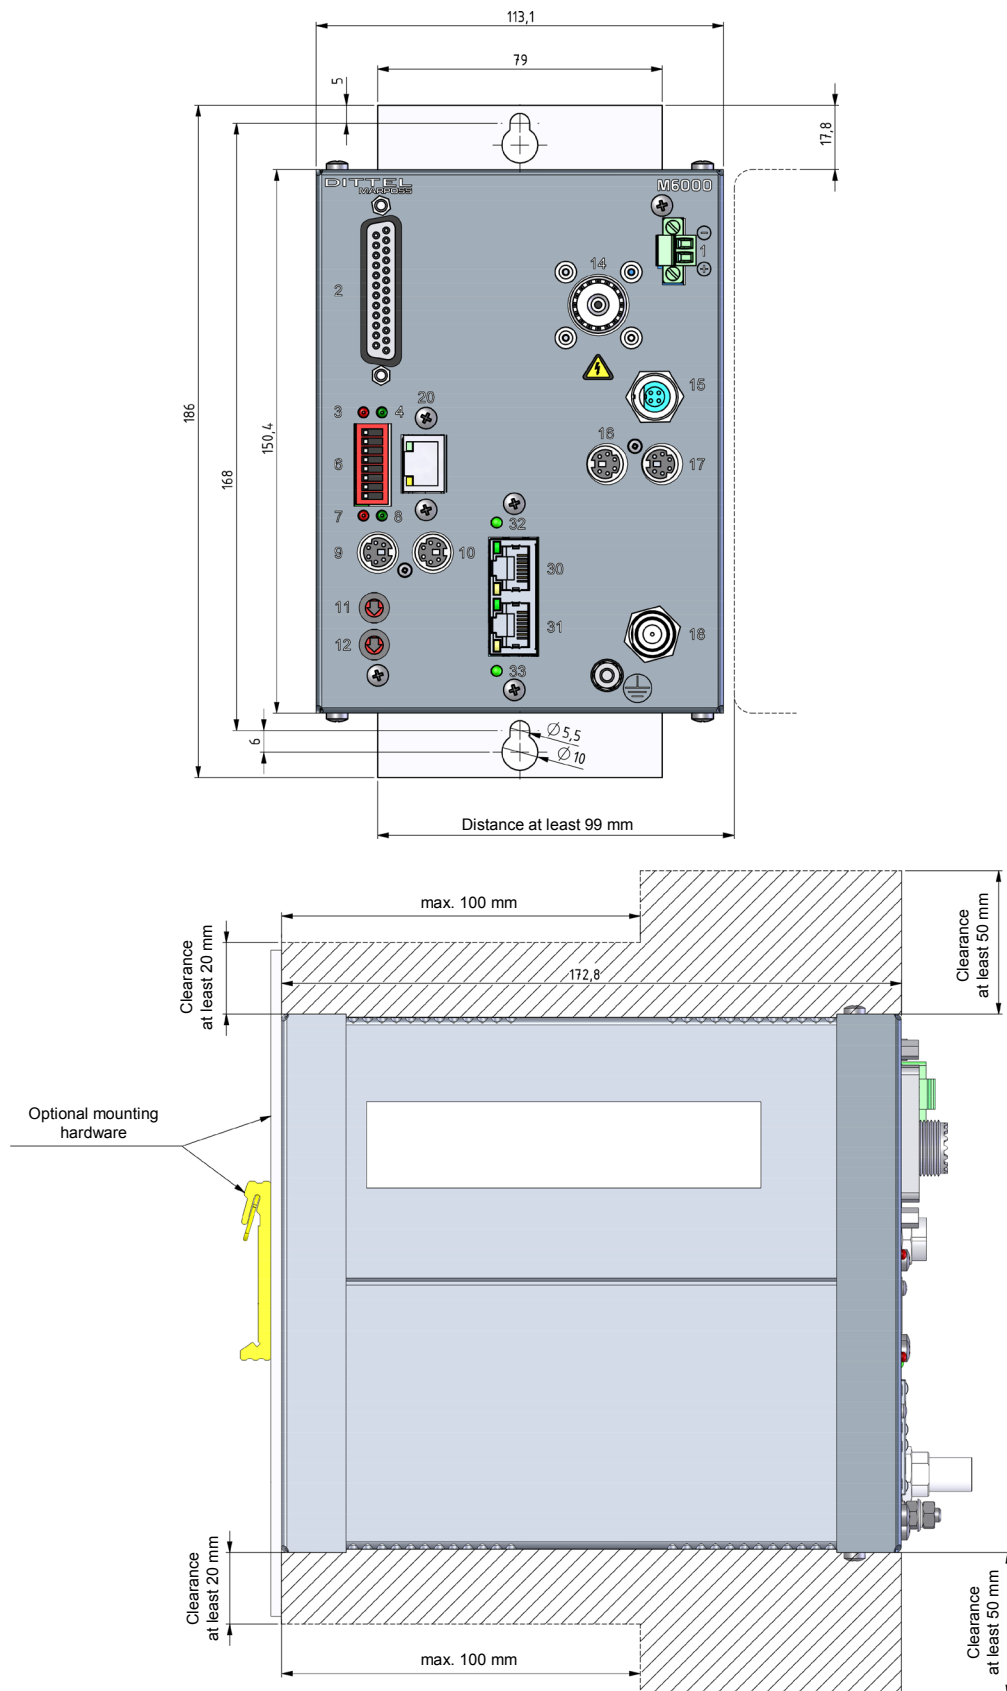 113,1
79
5
17,8
DITTEL
MARPOSS
M6000
1
2
14
15
3 4 20
186
168
150,4
6
16
17
7 8
32
9 10
30
11
31
12
18
33
6
Ø 5,5
Ø 10
Distance at least 99 mm
max. 100 mm
Clearance
at least 20 mm
Clearance
at least 50 mm
172,8
Optional mounting
hardware
Clearance
at least 20 mm
Clearance
at least 50 mm
max. 100 mm